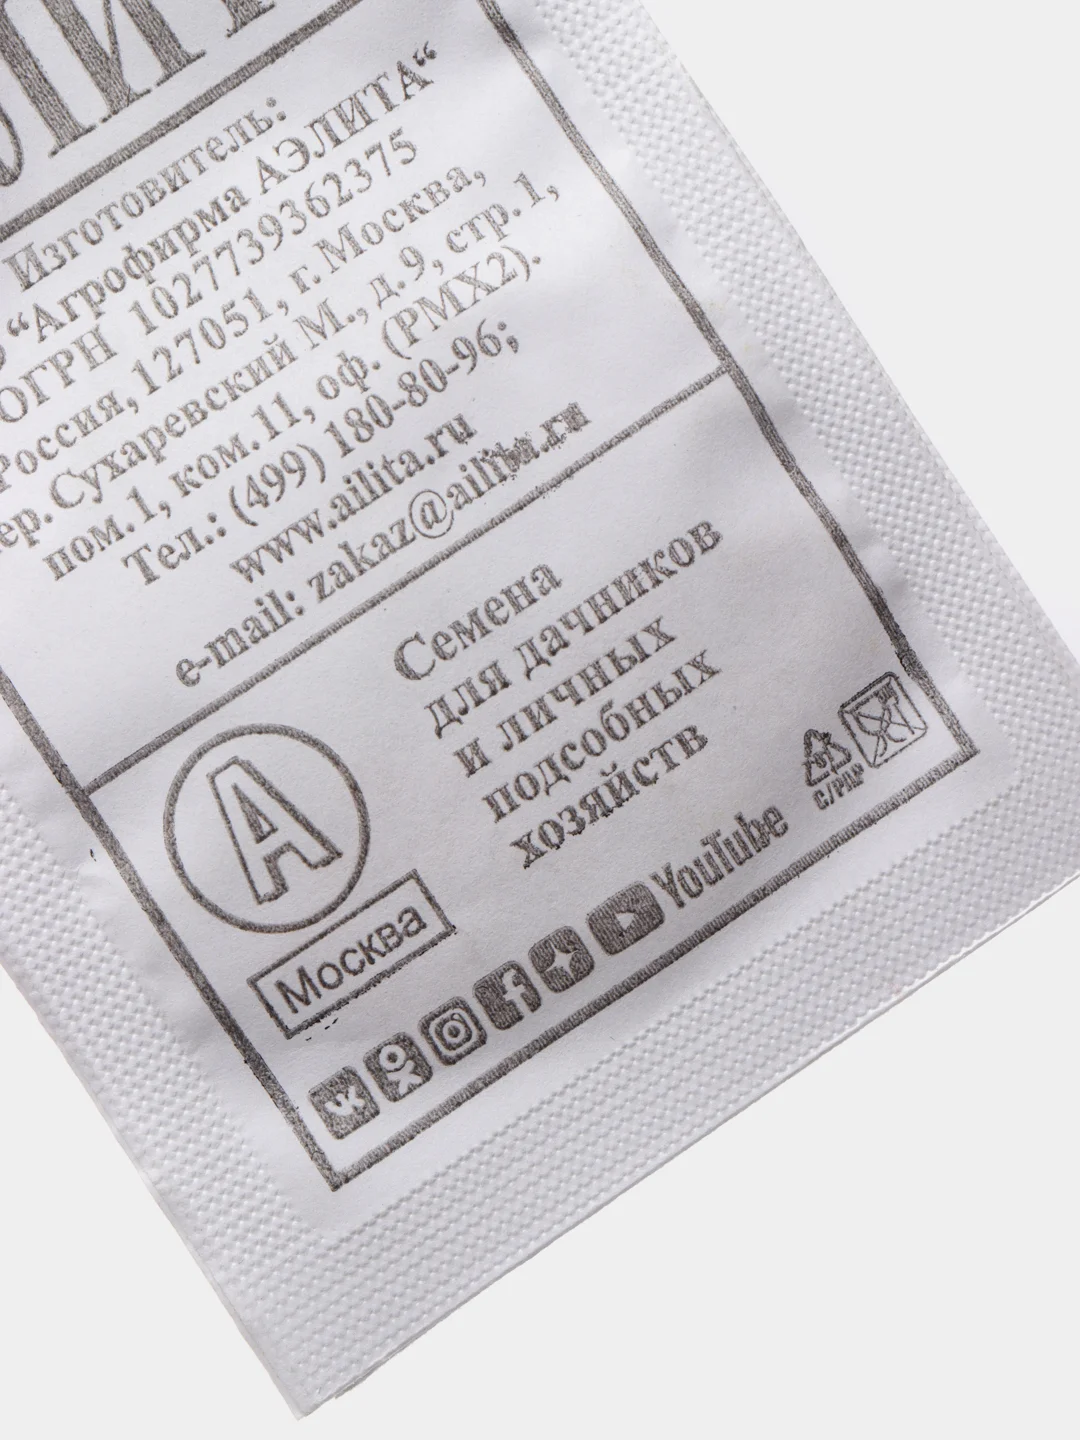 Изготовитель:
“Агрофирма АЭЛИТА“
ОГРН 1027739362375
Россия, 127051, г. Москва,
пер. Сухаревский М., д. 9, стр. 1,
пом. 1, ком. 11, оф. (РМХ2).
Тел.: (499) 180-80-96;
www.ailita.ru
e-mail: zakaz@ailita.ru
Семена
для дачников
и личных
подсобных
хозяйств
А
Москва
C/PAP
YouTube